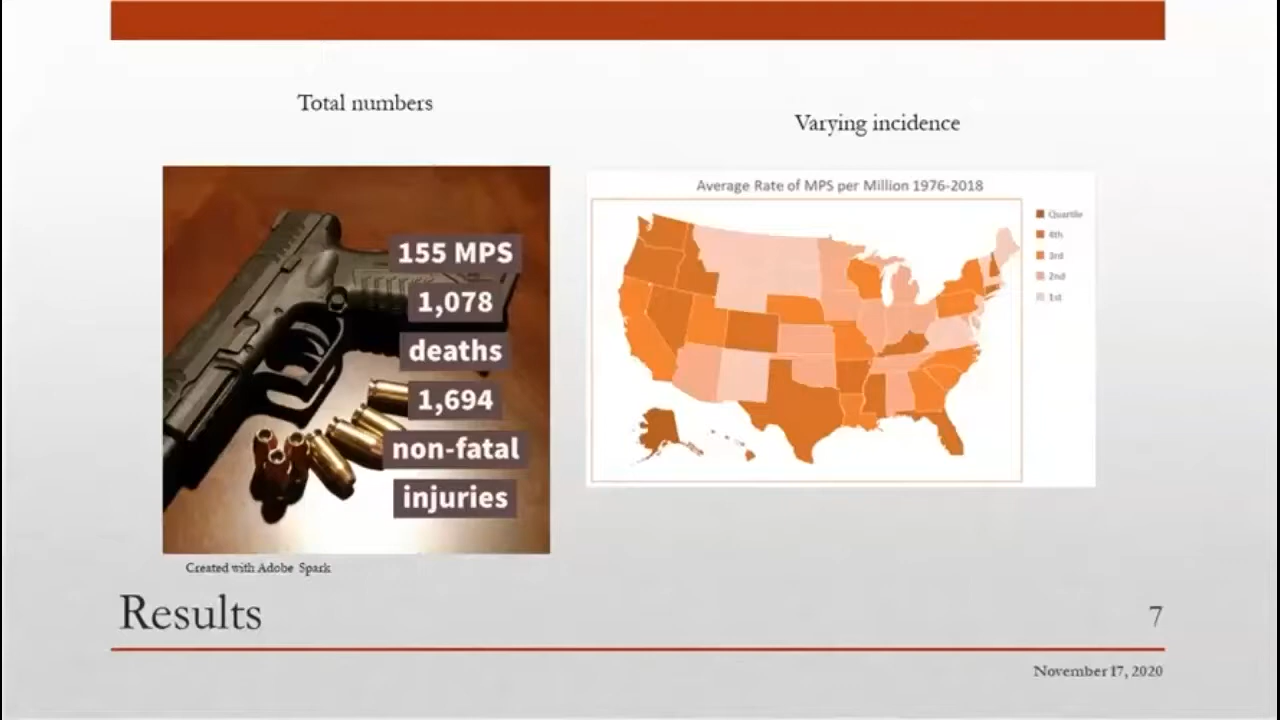 Total numbers
Varying incidence
155 MPS
1,078
deaths
1,694
non-fatal
injuries
Average Rate of MPS per Million 1976-2018
Quartile
4th
3rd
2nd
1st
Created with Adobe Spark
Results
7
November 17, 2020